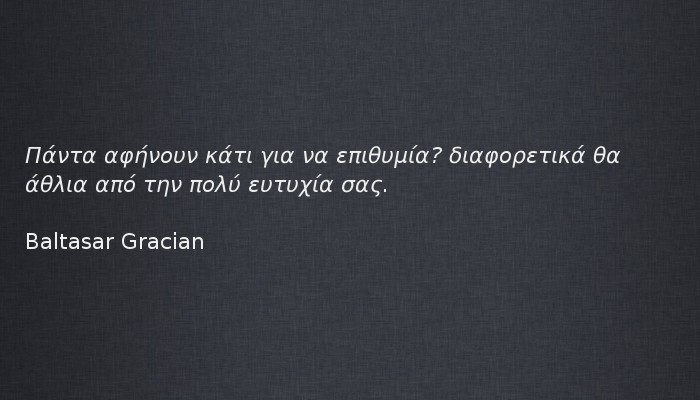 Πάντα αφήνουν κάτι για να επιθυμία? διαφορετικά θα
άθλια από την πολύ ευτυχία σας.
Baltasar Gracian